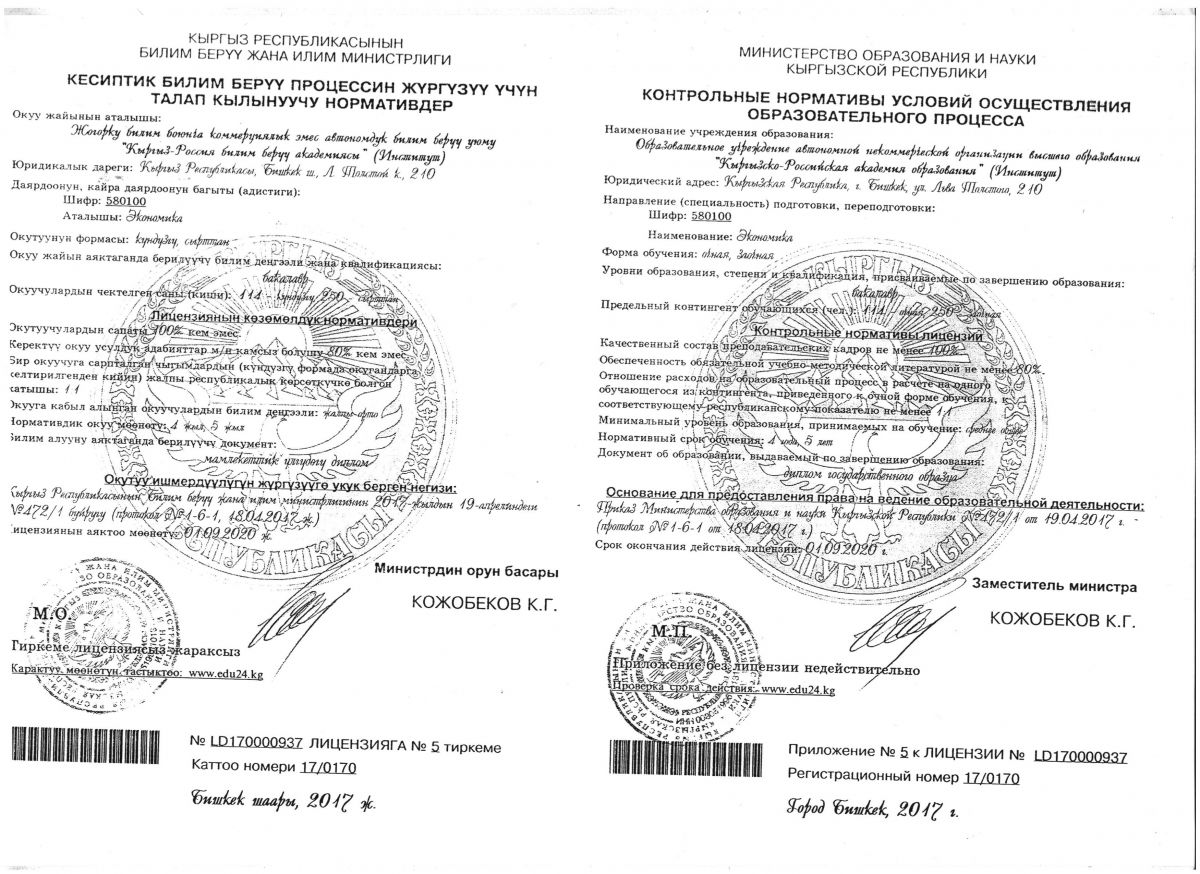 КЫРГЫЗ РЕСПУБЛИКАСЫНЫН
БИЛИМ БЕРҮҮ ЖАНА ИЛИМ МИНИСТРЛИГИ
КЕСИПТИК БИЛИМ БЕРҮҮ ПРОЦЕССИН ЖҮРГҮЗҮҮ ҮЧҮН
ТАЛАП КЫЛЫНУУЧУ НОРМАТИВДЕР
Окуу жайынын аталышы:
Жогорку билим боюнча коммерциялык эмес автономдук билим берүү уюму
"Кыргыз-Россия билим берүү академиясы" (Институт)
Юридикалык дареги: Кыргыз Республикасы, Бишкек ш., Л. Толстой к., 210
Даярдоонун, кайра даярдоонун багыты (адистиги):
Шифр: 580100
Аталышы: Экономика
Окутуунун формасы: күндүзгү, сырттан
Окуу жайын аяктаганда берилүүчү билим деңгээли жана квалификациясы:
бакалавр
Окуучулардын чектелген саны (киши): 111 - күндүзгү, 250 - сырттан
Лицензиянын көзөмөлдүк нормативдери
Окутуучулардын сапаты 100% кем эмес
Керектүү окуу усулдук адабияттар м/н камсыз болушу 80% кем эмес
Бир окуучуга сарпталган чыгымдардын (күндүзгү формада окугандарга
келтирилгенден кийин) жалпы республикалык көрсөткүчкө болгон
катышы: 1 1
Окууга кабыл алынган окуучулардын билим деңгээли: жалпы орто
Нормативдик окуу мөөнөтү: 4 жыл, 5 жыл
Билим алууну аяктаганда берилүүчү документ:
мамлекеттик үлгүдөгү диплом
Окутуу ишмердүүлүгүн жүргүзүүгө укук берген негизи:
Кыргыз Республикасынын билим берүү жана илим министрлигинин 2017-жылдын 19-апрелиндеги
№472/1 буйругу (протокол №1-6-1, 18.04.2017-ж.)
Лицензиянын аяктоо мөөнөтү: 01.09.2020 ж.
Министрдин орун басары
КОЖОБЕКОВ К.Г.
М.О.
Тиркеме лицензиясыз жараксыз
Жарактуу мөөнөтүн тастыктоо: www.edu24.kg
№ LD170000937 ЛИЦЕНЗИЯГА № 5 тиркеме
Каттоо номери 17/0170
Бишкек шаары, 2017 ж.
МИНИСТЕРСТВО ОБРАЗОВАНИЯ И НАУКИ
КЫРГЫЗСКОЙ РЕСПУБЛИКИ
КОНТРОЛЬНЫЕ НОРМАТИВЫ УСЛОВИЙ ОСУЩЕСТВЛЕНИЯ
ОБРАЗОВАТЕЛЬНОГО ПРОЦЕССА
Наименование учреждения образования:
Образовательное учреждение автономной некоммерческой организации высшего образования
"Кыргызско-Российская академия образования" (Институт)
Юридический адрес: Кыргызская Республика, г. Бишкек, ул. Льва Толстого, 210
Направление (специальность) подготовки, переподготовки:
Шифр: 580100
Наименование: Экономика
Форма обучения: очная, заочная
Уровни образования, степени и квалификация, присваиваемые по завершению образования:
бакалавр
Предельный контингент обучающихся (чел.): 111 - очная, 250 - заочная
Контрольные нормативы лицензии
Качественный состав преподавательских кадров не менее 100%
Обеспеченность обязательной учебно-методической литературой не менее 80%
Отношение расходов на образовательный процесс в расчете на одного
обучающегося из контингента, приведенного к очной форме обучения, к
соответствующему республиканскому показателю не менее 1,1
Минимальный уровень образования, принимаемых на обучение: среднее общее
Нормативный срок обучения: 4 года, 5 лет
Документ об образовании, выдаваемый по завершению образования:
диплом государственного образца
Основание для предоставления права на ведение образовательной деятельности:
Приказ Министерства образования и науки Кыргызской Республики №472/1 от 19.04.2017 г.
(протокол №1-6-1 от 18.04.2017 г.)
Срок окончания действия лицензии: 01.09.2020 г.
Заместитель министра
КОЖОБЕКОВ К.Г.
М.П.
Приложение без лицензии недействительно
Проверка срока действия: www.edu24.kg
Приложение № 5 к ЛИЦЕНЗИИ № LD170000937
Регистрационный номер 17/0170
Город Бишкек, 2017 г.